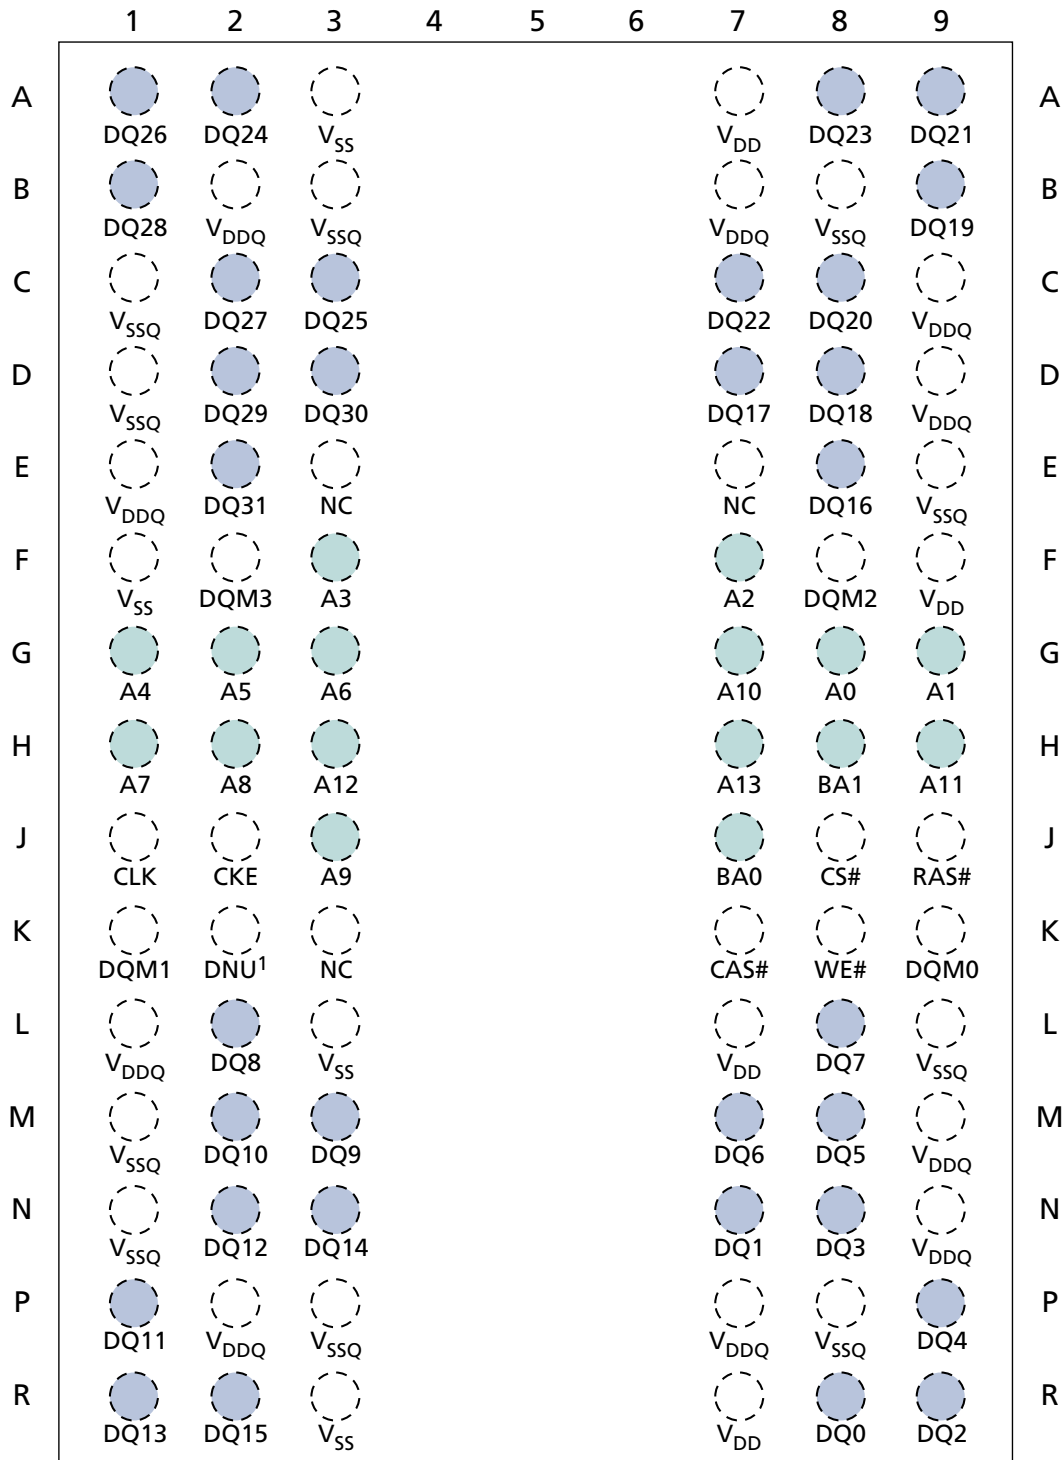 1 2 3 4 5 6 7 8 9
A A
DQ26 DQ24 VSS VDD DQ23 DQ21
B B
DQ28 VDDQ VSSQ VDDQ VSSQ DQ19
C C
VSSQ DQ27 DQ25 DQ22 DQ20 VDDQ
D D
VSSQ DQ29 DQ30 DQ17 DQ18 VDDQ
E E
VDDQ DQ31 NC NC DQ16 VSSQ
F F
VSS DQM3 A3 A2 DQM2 VDD
G G
A4 A5 A6 A10 A0 A1
H H
A7 A8 A12 A13 BA1 A11
J J
CLK CKE A9 BA0 CS# RAS#
K K
DQM1 DNU1 NC CAS# WE# DQM0
L L
VDDQ DQ8 VSS VDD DQ7 VSSQ
M M
VSSQ DQ10 DQ9 DQ6 DQ5 VDDQ
N N
VSSQ DQ12 DQ14 DQ1 DQ3 VDDQ
P P
DQ11 VDDQ VSSQ VDDQ VSSQ DQ4
R R
DQ13 DQ15 VSS VDD DQ0 DQ2